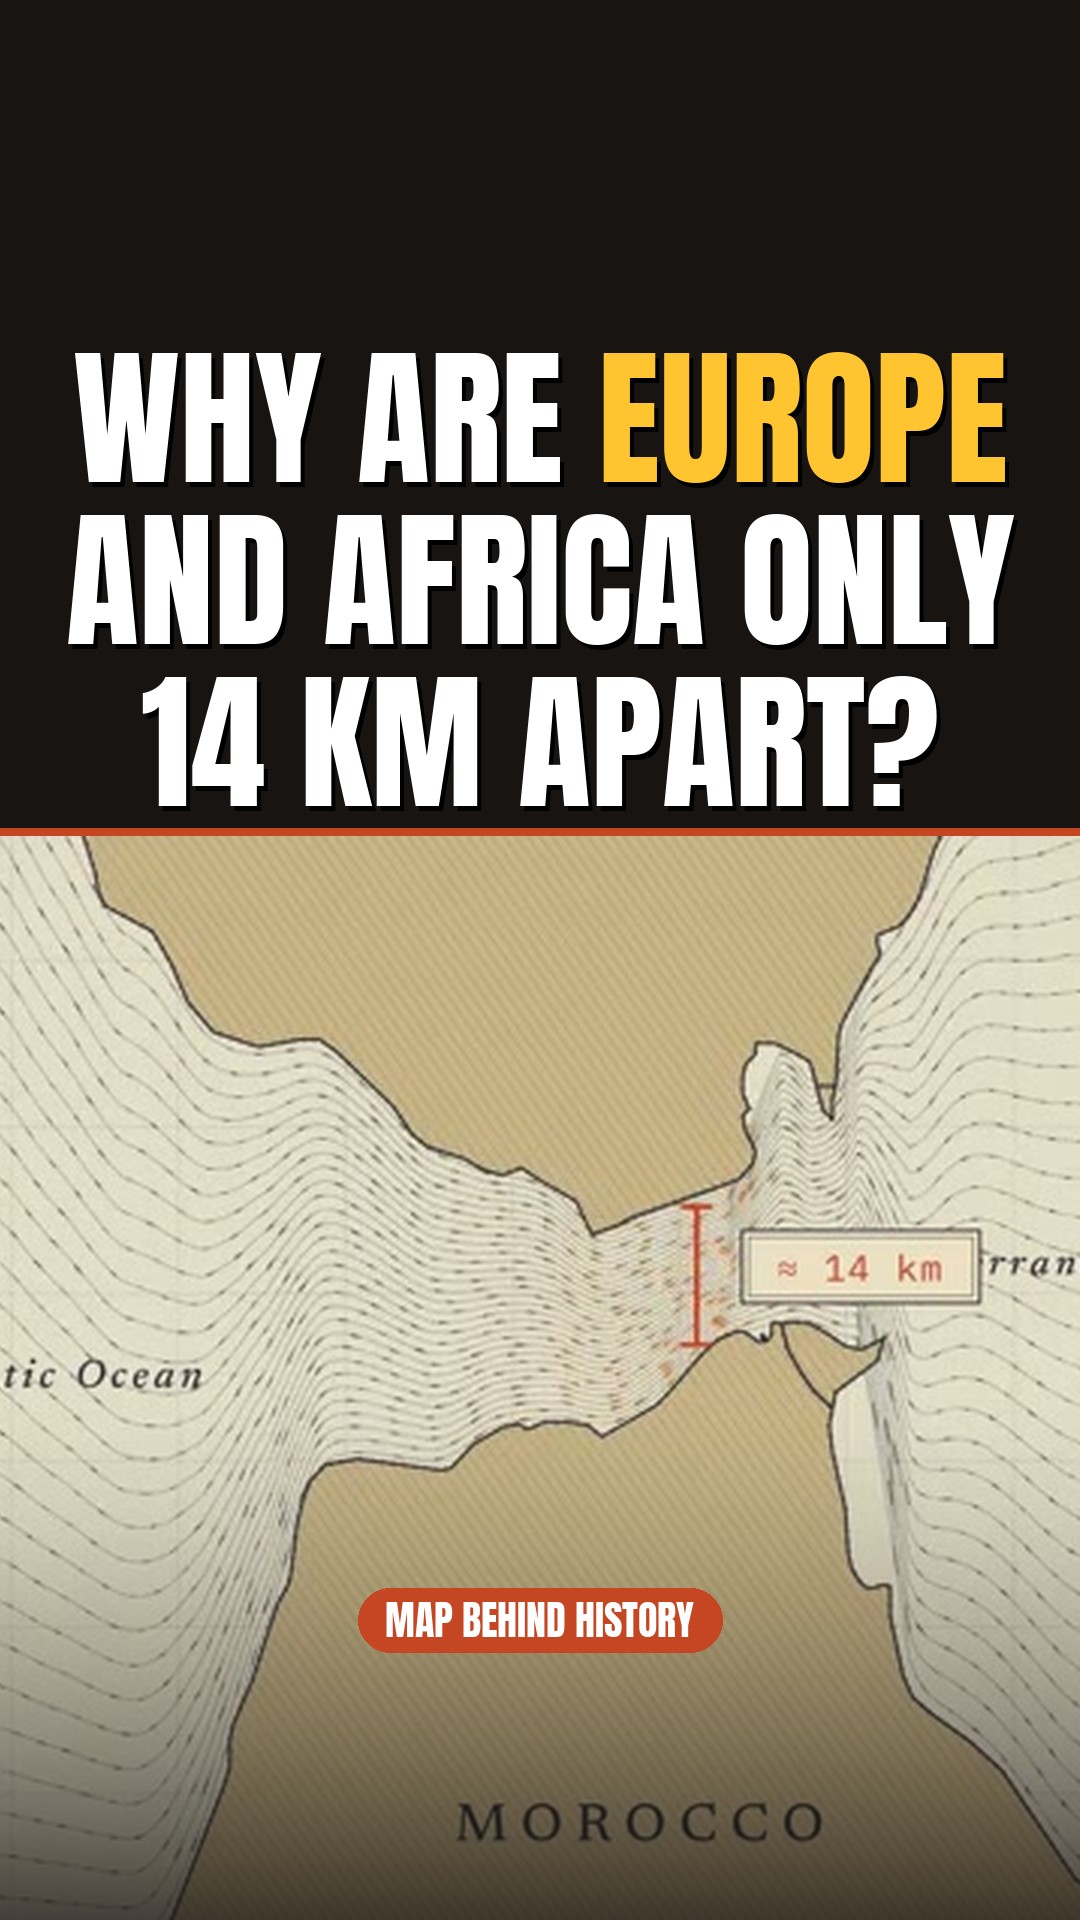 WHY ARE EUROPE
AND AFRICA ONLY
14 KM APART?
≈ 14 km
rran
tic Ocean
MAP BEHIND HISTORY
MOROCCO